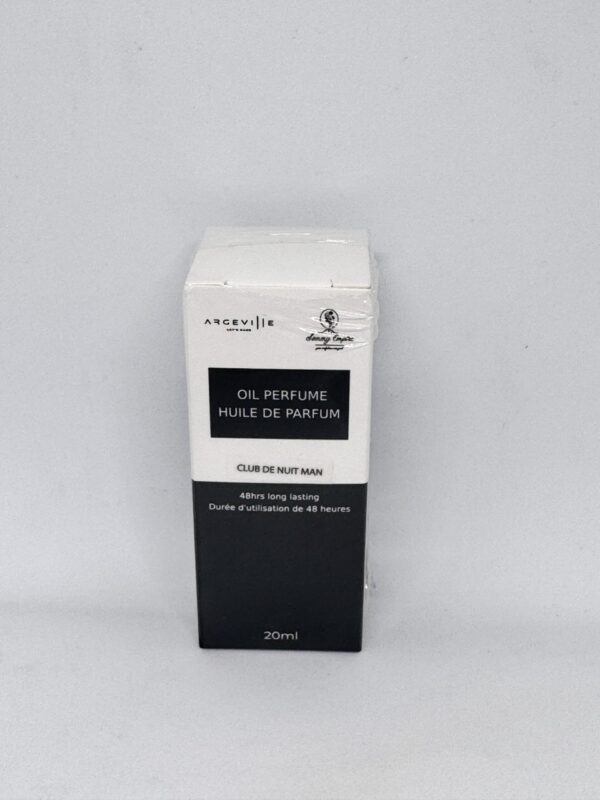 ARGEVILLE
OIL PERFUME
HUILE DE PARFUM
CLUB DE NUIT MAN
48hrs long lasting
Durée d'utilisation de 48 heures
20ml